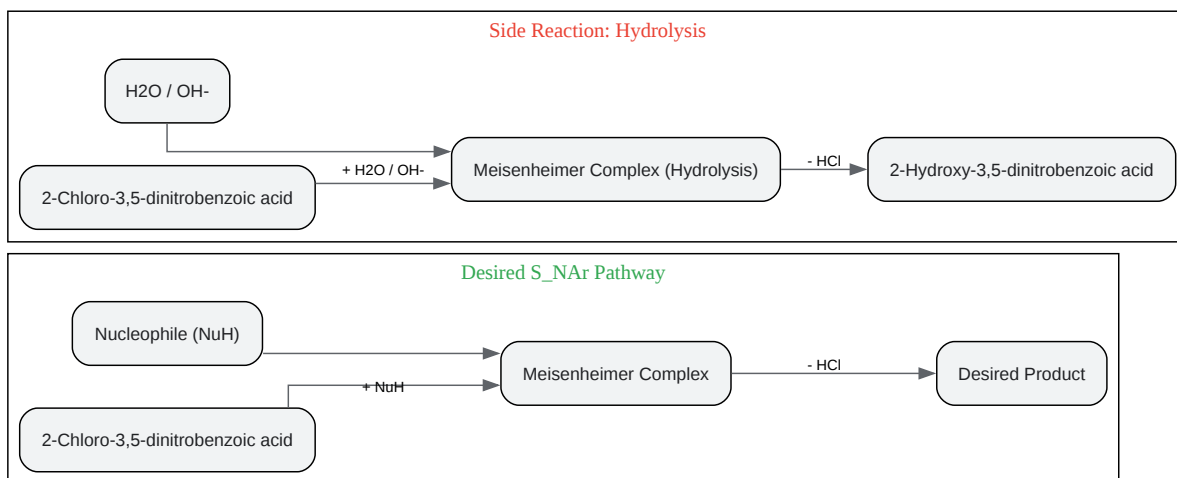 Side Reaction: Hydrolysis
H2O / OH-
2-Chloro-3,5-dinitrobenzoic acid
+ H2O / OH-
Meisenheimer Complex (Hydrolysis)
- HCl
2-Hydroxy-3,5-dinitrobenzoic acid
Desired S_NAr Pathway
Nucleophile (NuH)
2-Chloro-3,5-dinitrobenzoic acid
+ NuH
Meisenheimer Complex
- HCl
Desired Product